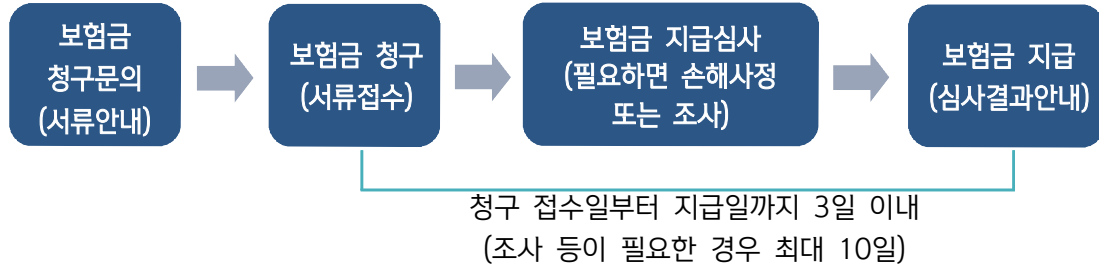 보험금
청구문의
(서류안내)
보험금 청구
(서류접수)
보험금 지급심사
(필요하면 손해사정
또는 조사)
보험금 지급
(심사결과안내)
청구 접수일부터 지급일까지 3일 이내
(조사 등이 필요한 경우 최대 10일)